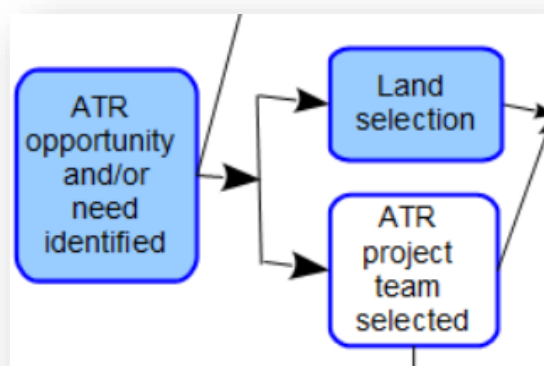 ATR
opportunity
and/or
need
identified
Land
selection
ATR
project
team
selected